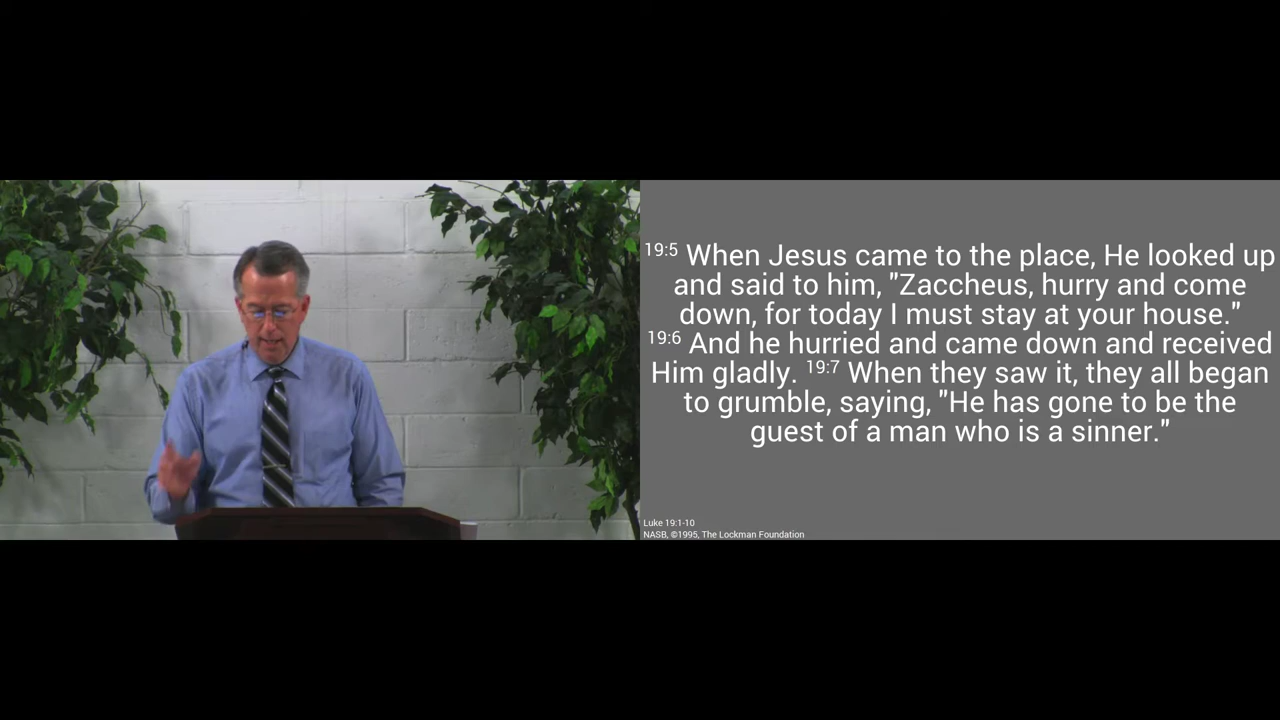 19:5 When Jesus came to the place, He looked up
and said to him, "Zaccheus, hurry and come
down, for today I must stay at your house."
19:6 And he hurried and came down and received
Him gladly. 19:7 When they saw it, they all began
to grumble, saying, "He has gone to be the
guest of a man who is a sinner."
Luke 19:1-10
NASB, ©1995, The Lockman Foundation